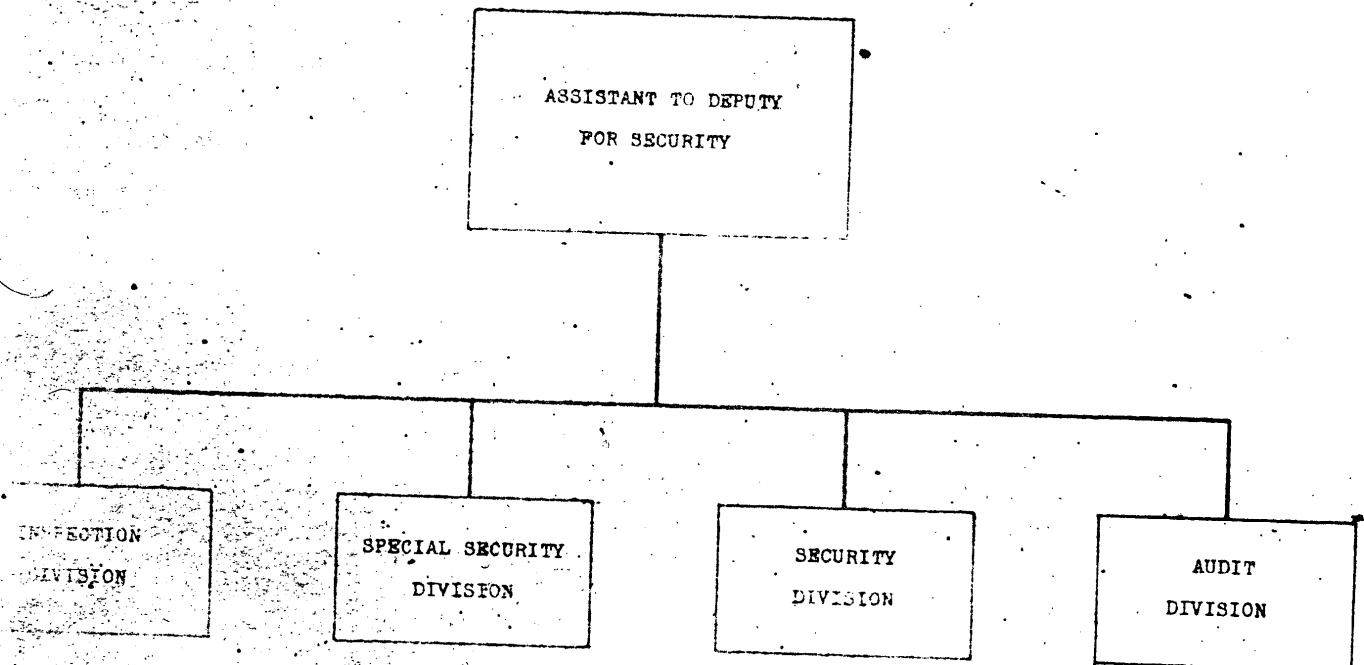 ASSISTANT TO DEPUTY
FOR SECURITY
INSPECTION
DIVISION
SPECIAL SECURITY
DIVISION
SECURITY
DIVISION
AUDIT
DIVISION